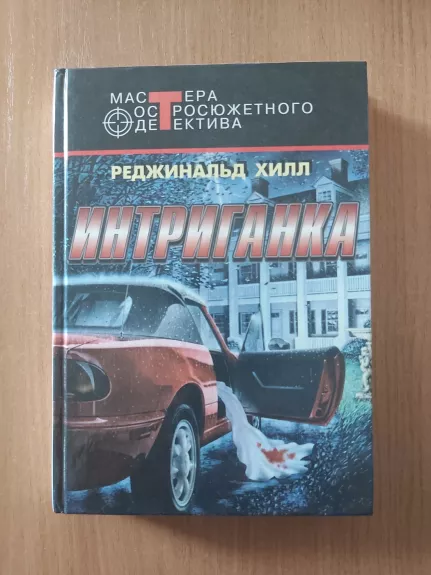 МАСТЕРА
ОСТРОСЮЖЕТНОГО
ДЕТЕКТИВА
РЕДЖИНАЛЬД ХИЛЛ
ИНТРИГАНКА